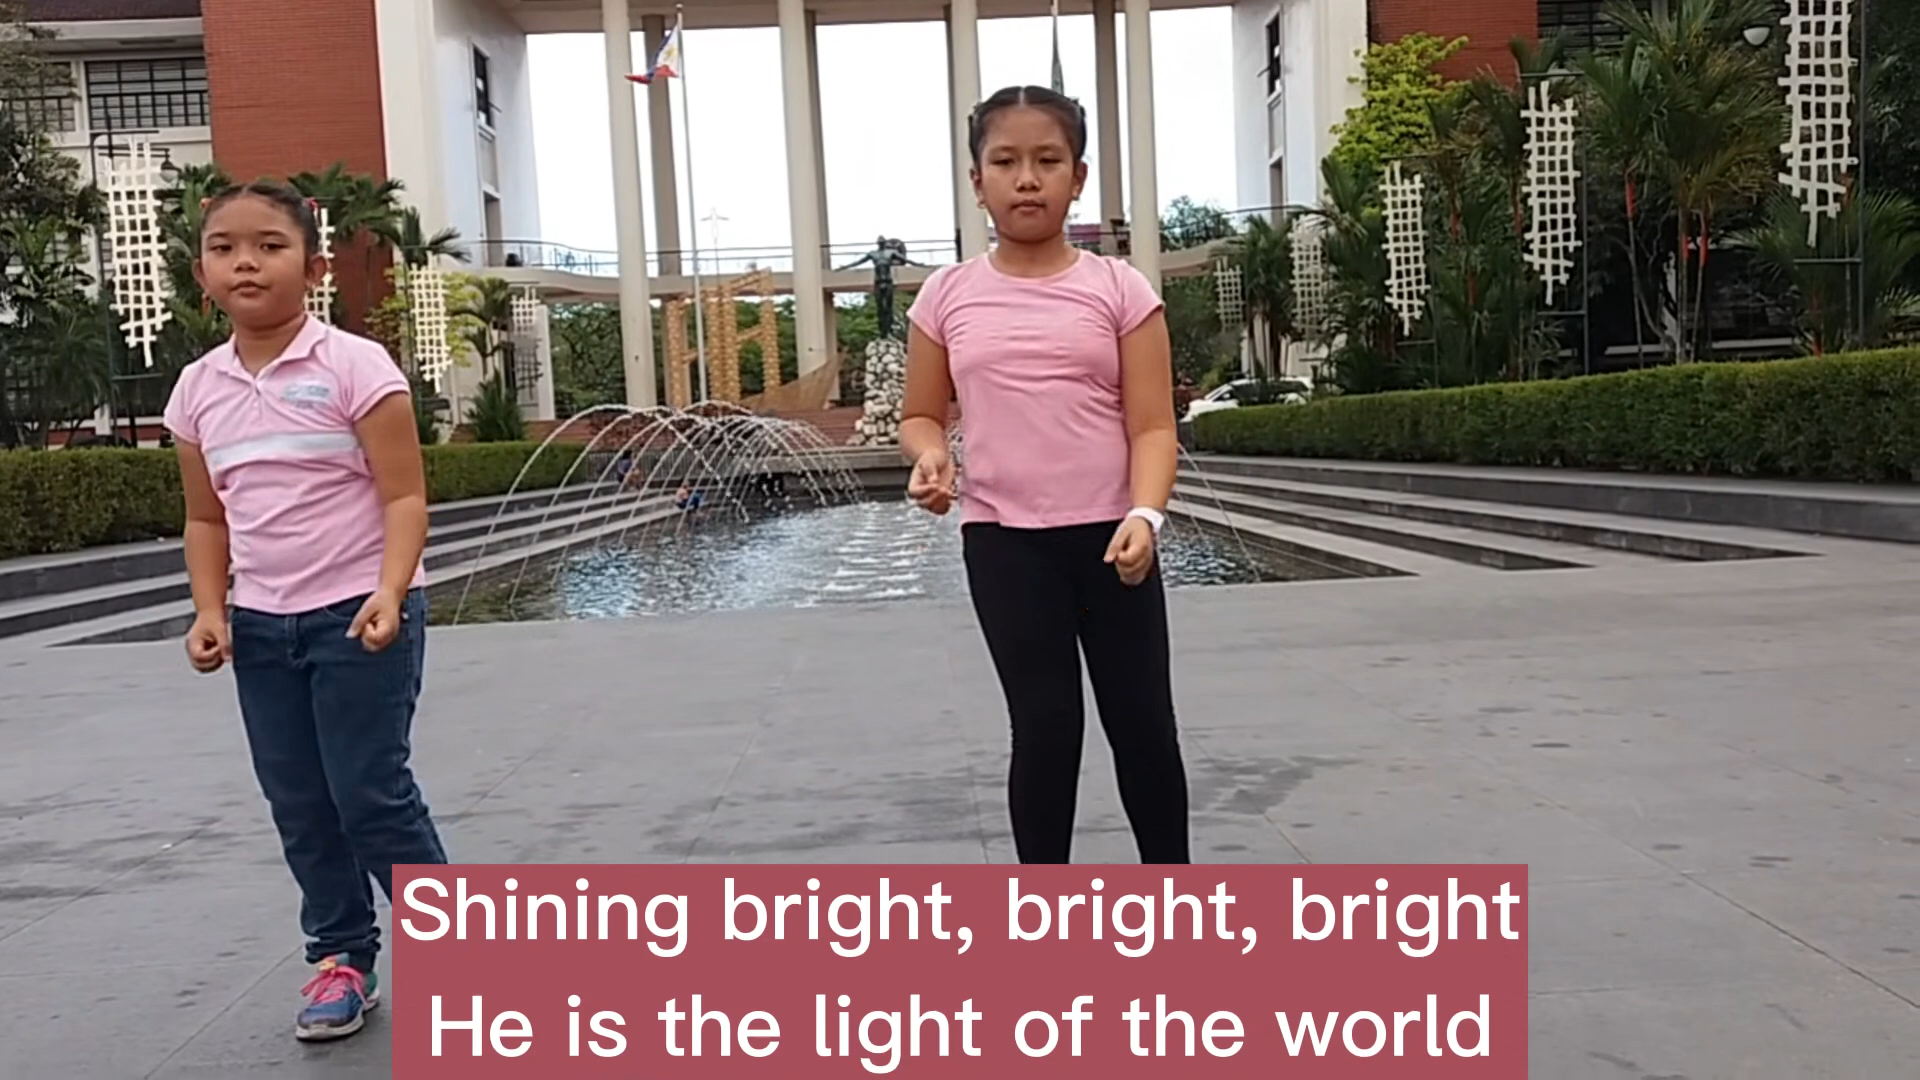 Shining bright, bright, bright
He is the light of the world